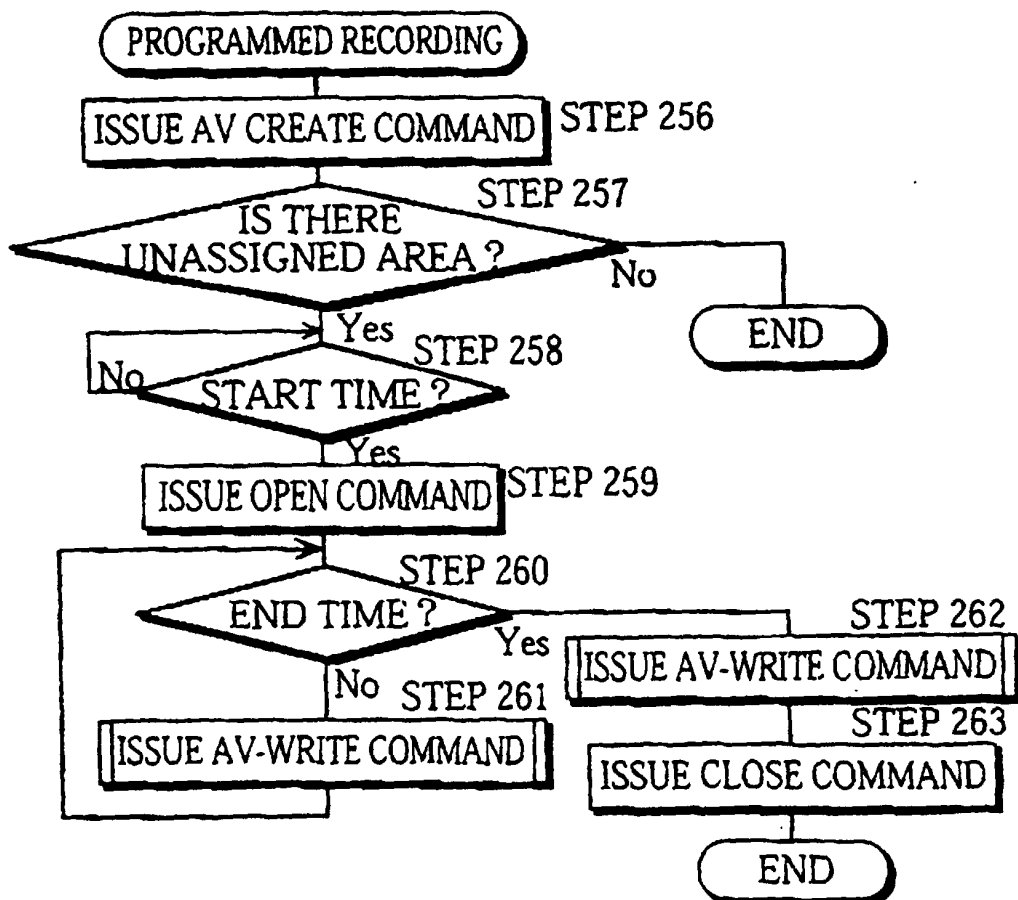 PROGRAMMED RECORDING
ISSUE AV CREATE COMMAND
STEP 256
STEP 257
IS THERE
UNASSIGNED AREA ?
No
END
Yes
STEP 258
No
START TIME ?
Yes
ISSUE OPEN COMMAND
STEP 259
STEP 260
END TIME ?
Yes
STEP 262
ISSUE AV-WRITE COMMAND
No
STEP 261
ISSUE AV-WRITE COMMAND
STEP 263
ISSUE CLOSE COMMAND
END